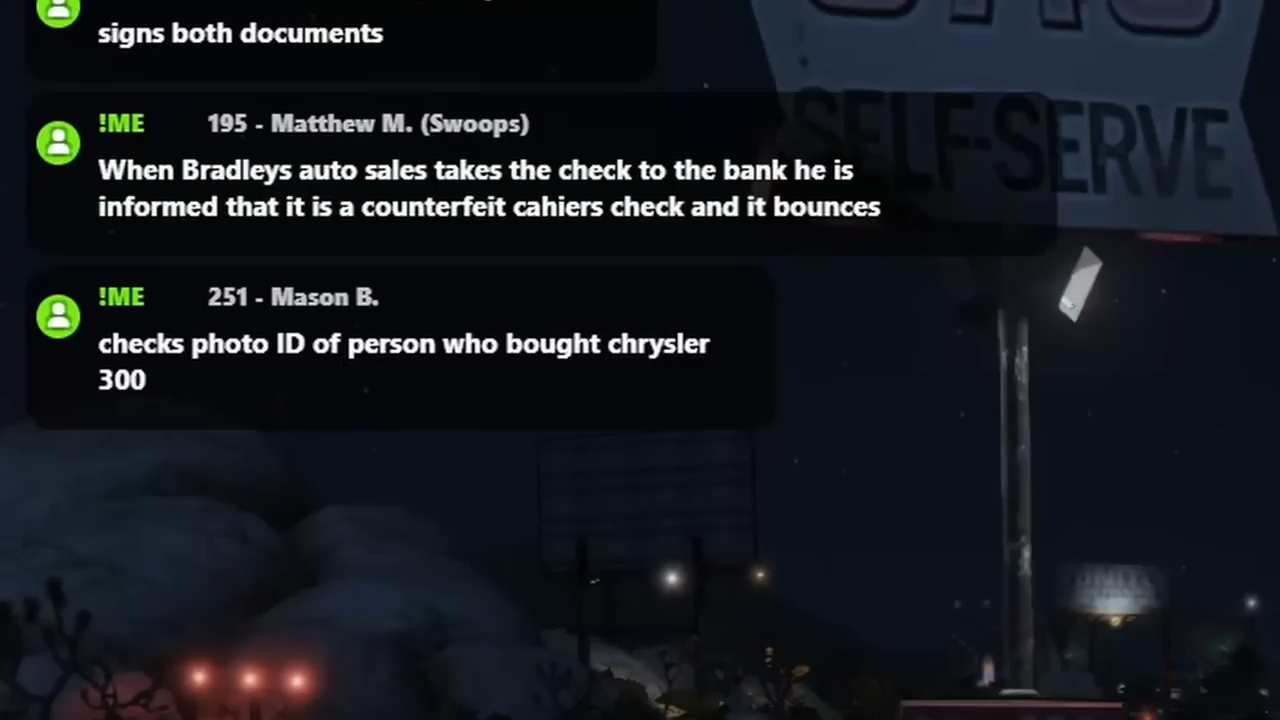 signs both documents
!ME 195 - Matthew M. (Swoops)
When Bradleys auto sales takes the check to the bank he is
informed that it is a counterfeit cahiers check and it bounces
!ME 251 - Mason B.
checks photo ID of person who bought chrysler
300
SELF-SERVE